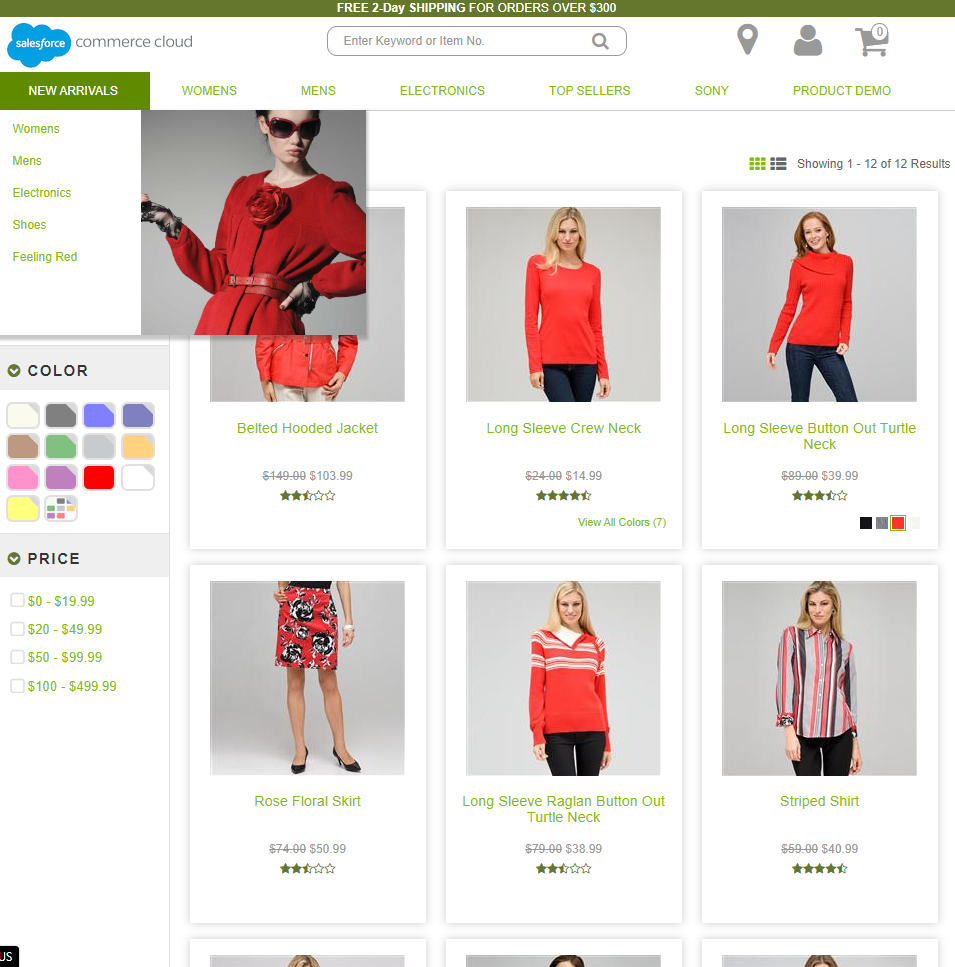 FREE 2-Day SHIPPING FOR ORDERS OVER $300
salesforce commerce cloud
Enter Keyword or Item No.
0
NEW ARRIVALS WOMENS MENS ELECTRONICS TOP SELLERS SONY PRODUCT DEMO
Womens
Mens
Electronics
Shoes
Feeling Red
Showing 1 - 12 of 12 Results
COLOR
PRICE
$0 - $19.99
$20 - $49.99
$50 - $99.99
$100 - $499.99
Belted Hooded Jacket
$149.00 $103.99
Long Sleeve Crew Neck
$24.00 $14.99
View All Colors (7)
Long Sleeve Button Out Turtle
Neck
$89.00 $39.99
Rose Floral Skirt
$74.00 $50.99
Long Sleeve Raglan Button Out
Turtle Neck
$79.00 $38.99
Striped Shirt
$59.00 $40.99
US